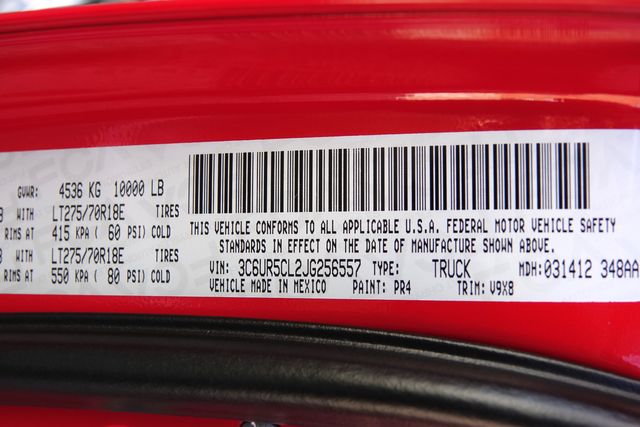 GVWR: 4536 KG 10000 LB
WITH LT275/70R18E TIRES
RIMS AT 415 KPA ( 60 PSI) COLD
WITH LT275/70R18E TIRES
RIMS AT 550 KPA ( 80 PSI) COLD
THIS VEHICLE CONFORMS TO ALL APPLICABLE U.S.A. FEDERAL MOTOR VEHICLE SAFETY
STANDARDS IN EFFECT ON THE DATE OF MANUFACTURE SHOWN ABOVE.
VIN: 3C6UR5CL2JG256557 TYPE: TRUCK MDH: 031412 348AA
VEHICLE MADE IN MEXICO PAINT: PR4 TRIM: V9X8